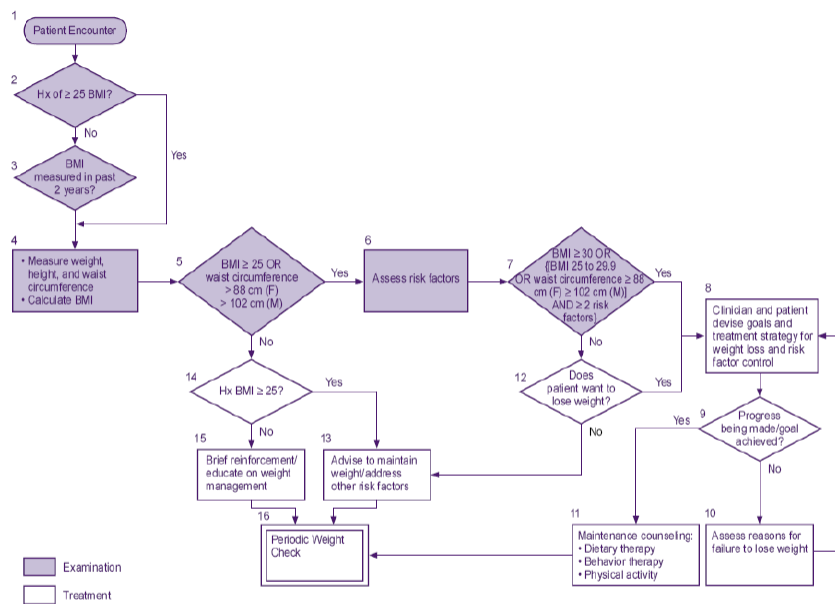 1
Patient Encounter
2
Hx of ≥ 25 BMI?
No
Yes
3
BMI
measured in past
2 years?
4
• Measure weight,
height, and waist
circumference
• Calculate BMI
5
BMI ≥ 25 OR
waist circumference
> 88 cm (F)
> 102 cm (M)
Yes
No
6
Assess risk factors
7
BMI ≥30 OR
{[BMI 25 to 29.9
OR waist circumference ≥ 88
cm (F) ≥ 102 cm (M)]
AND ≥ 2 risk
factors}
Yes
No
8
Clinician and patient
devise goals and
treatment strategy for
weight loss and risk
factor control
14
Hx BMI ≥ 25?
Yes
No
12
Does
patient want to
lose weight?
Yes
No
9
Progress
being made/goal
achieved?
Yes
No
15
Brief reinforcement/
educate on weight
management
13
Advise to maintain
weight/address
other risk factors
16
Periodic Weight
Check
11
Maintenance counseling:
• Dietary therapy
• Behavior therapy
• Physical activity
10
Assess reasons for
failure to lose weight
Examination
Treatment